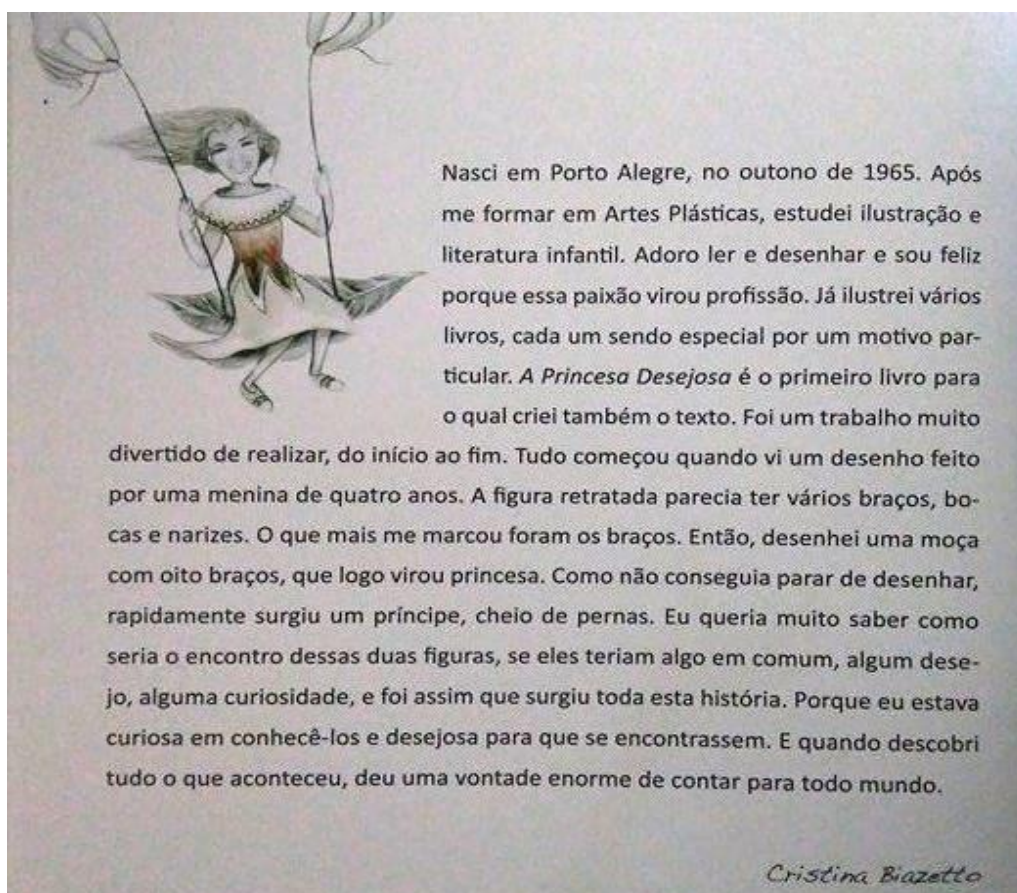 Nasci em Porto Alegre, no outono de 1965. Após
me formar em Artes Plásticas, estudei ilustração e
literatura infantil. Adoro ler e desenhar e sou feliz
porque essa paixão virou profissão. Já ilustrei vários
livros, cada um sendo especial por um motivo par-
ticular. A Princesa Desejosa é o primeiro livro para
o qual criei também o texto. Foi um trabalho muito
divertido de realizar, do início ao fim. Tudo começou quando vi um desenho feito
por uma menina de quatro anos. A figura retratada parecia ter vários braços, bo-
cas e narizes. O que mais me marcou foram os braços. Então, desenhei uma moça
com oito braços, que logo virou princesa. Como não conseguia parar de desenhar,
rapidamente surgiu um príncipe, cheio de pernas. Eu queria muito saber como
seria o encontro dessas duas figuras, se eles teriam algo em comum, algum dese-
jo, alguma curiosidade, e foi assim que surgiu toda esta história. Porque eu estava
curiosa em conhecê-los e desejosa para que se encontrassem. E quando descobri
tudo o que aconteceu, deu uma vontade enorme de contar para todo mundo.
Cristina Biazetto